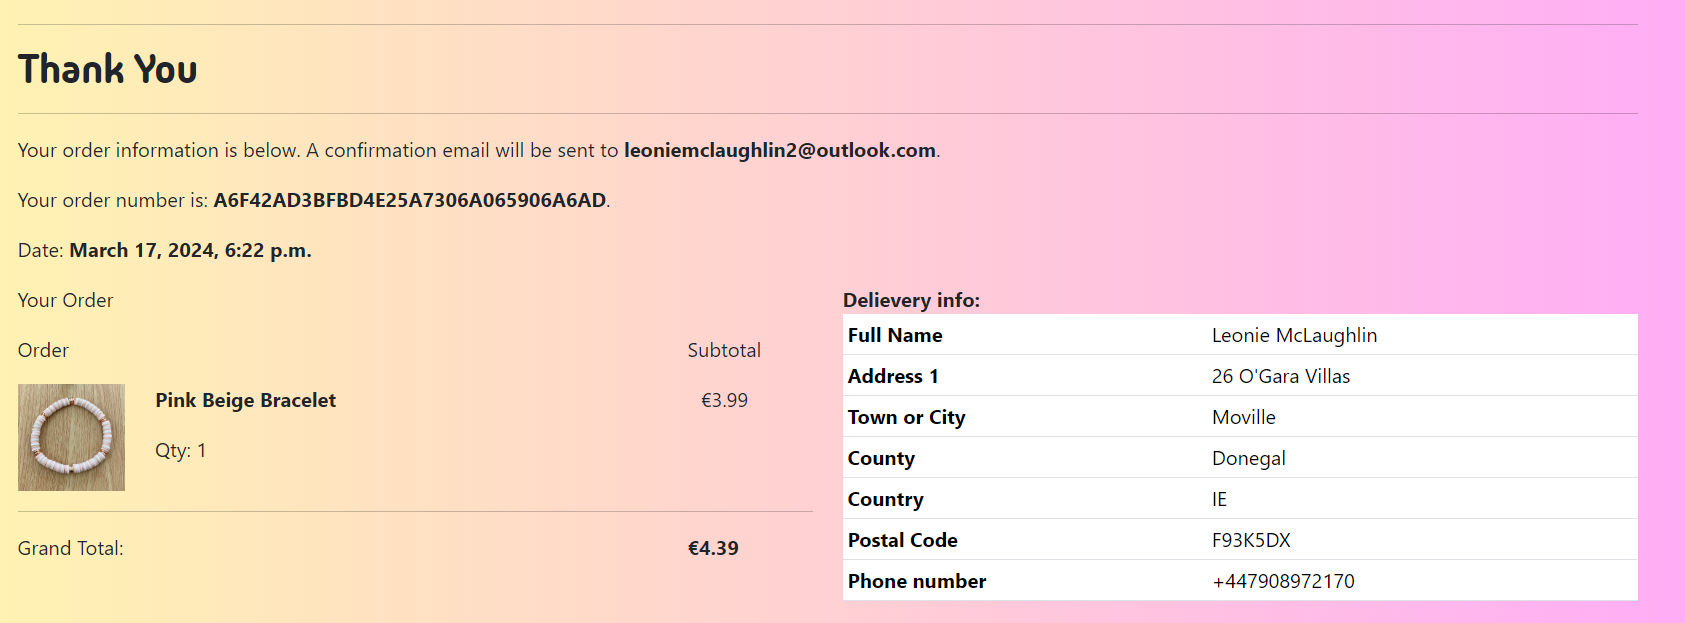 Thank You
Your order information is below. A confirmation email will be sent to leoniemclaughlin2@outlook.com.
Your order number is: A6F42AD3BFBD4E25A7306A065906A6AD.
Date: March 17, 2024, 6:22 p.m.
Your Order
Order Subtotal
Pink Beige Bracelet €3.99
Qty: 1
Grand Total: €4.39
Delievery info:
Full Name Leonie McLaughlin
Address 1 26 O'Gara Villas
Town or City Moville
County Donegal
Country IE
Postal Code F93K5DX
Phone number +447908972170